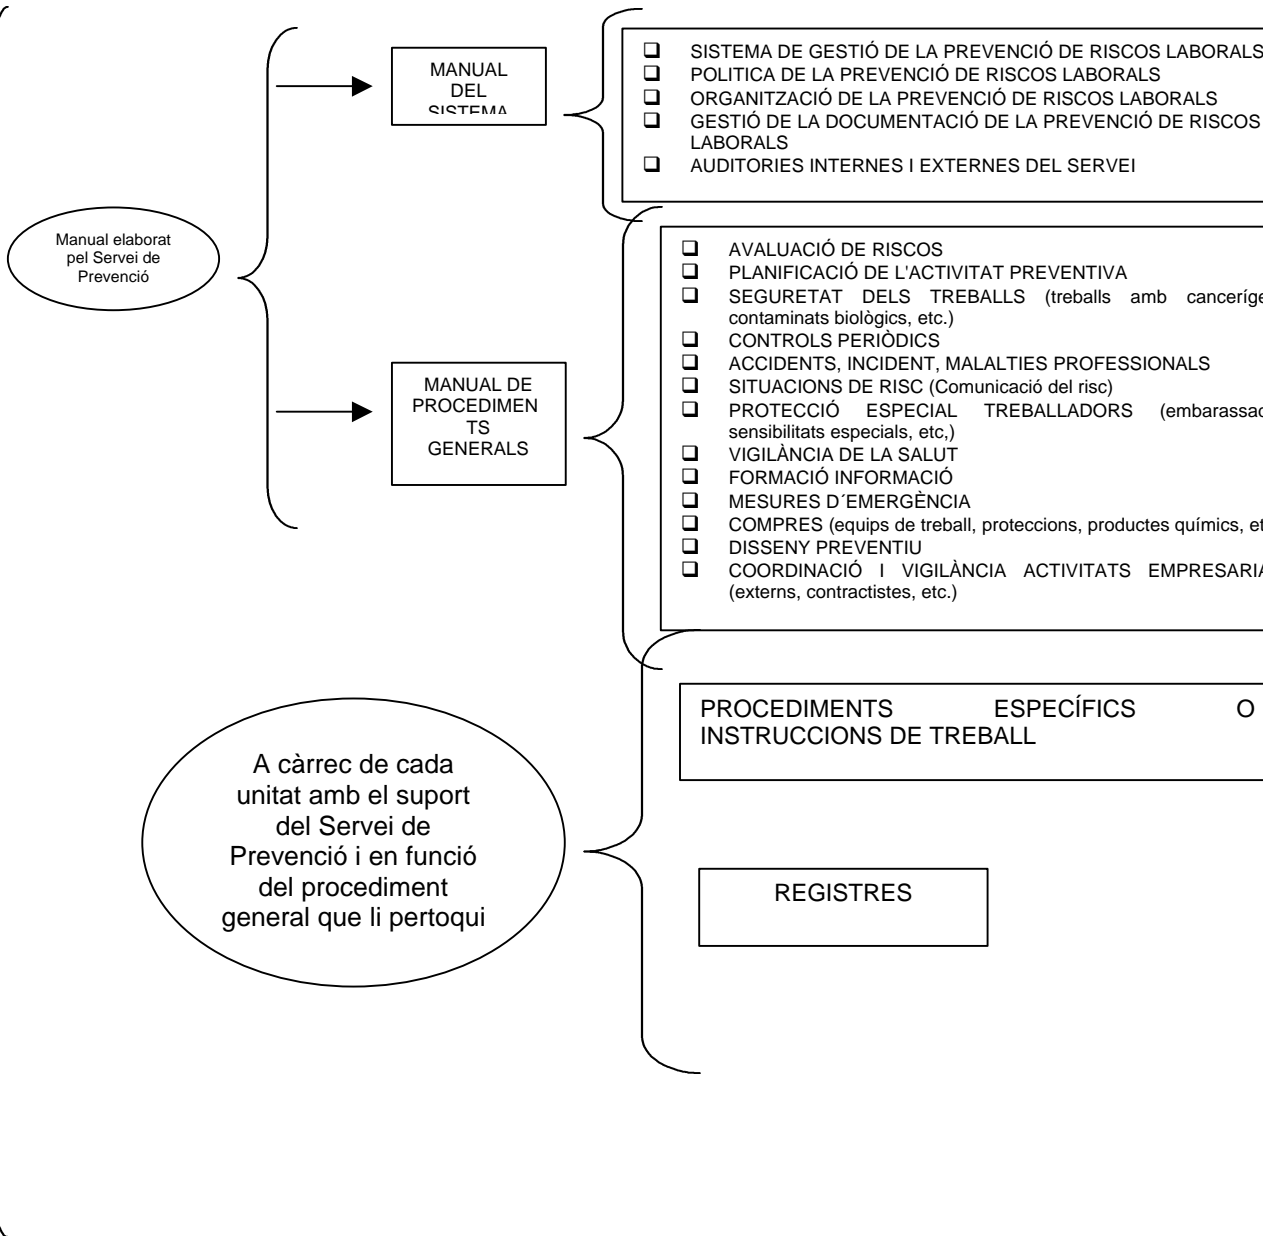 MANUAL
DEL
SISTEMA
SISTEMA DE GESTIÓ DE LA PREVENCIÓ DE RISCOS LABORALS
POLITICA DE LA PREVENCIÓ DE RISCOS LABORALS
ORGANITZACIÓ DE LA PREVENCIÓ DE RISCOS LABORALS
GESTIÓ DE LA DOCUMENTACIÓ DE LA PREVENCIÓ DE RISCOS
LABORALS
AUDITORIES INTERNES I EXTERNES DEL SERVEI
Manual elaborat
pel Servei de
Prevenció
MANUAL DE
PROCEDIMEN
TS
GENERALS
AVALUACIÓ DE RISCOS
PLANIFICACIÓ DE L'ACTIVITAT PREVENTIVA
SEGURETAT DELS TREBALLS (treballs amb
contaminats biològics, etc.)
CONTROLS PERIÒDICS
ACCIDENTS, INCIDENT, MALALTIES PROFESSIONALS
SITUACIONS DE RISC (Comunicació del risc)
PROTECCIÓ ESPECIAL TREBALLADORS
sensibilitats especials, etc,)
VIGILÀNCIA DE LA SALUT
FORMACIÓ INFORMACIÓ
MESURES D´EMERGÈNCIA
COMPRES (equips de treball, proteccions, productes químics,
DISSENY PREVENTIU
COORDINACIÓ I VIGILÀNCIA ACTIVITATS
(externs, contractistes, etc.)
PROCEDIMENTS ESPECÍFICS O
INSTRUCCIONS DE TREBALL
A càrrec de cada
unitat amb el suport
del Servei de
Prevenció i en funció
del procediment
general que li pertoqui
REGISTRES